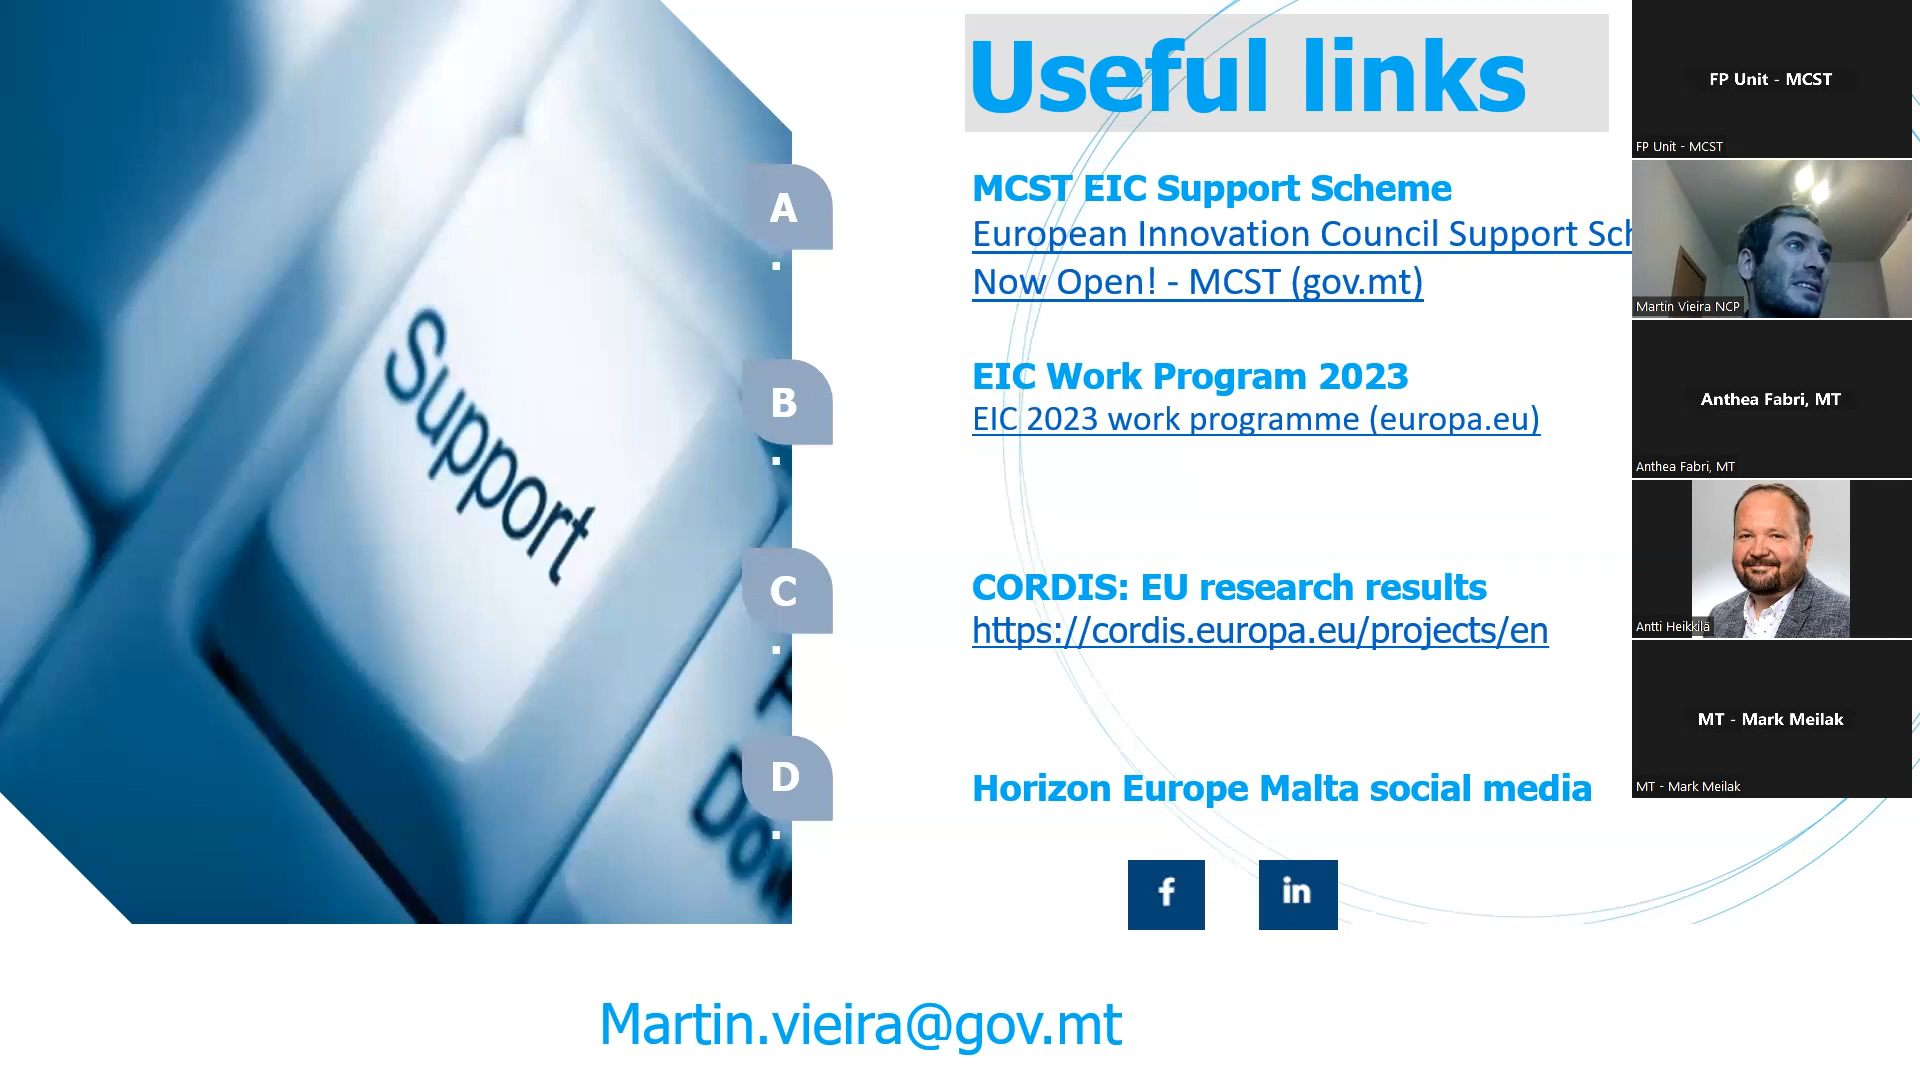 Useful links
A
.
MCST EIC Support Scheme
European Innovation Council Support Sch
Now Open! - MCST (gov.mt)
B
.
EIC Work Program 2023
EIC 2023 work programme (europa.eu)
C
.
CORDIS: EU research results
https://cordis.europa.eu/projects/en
D
.
Horizon Europe Malta social media
f
in
Martin.vieira@gov.mt
Support
FP Unit - MCST
FP Unit - MCST
Martin Vieira NCP
Anthea Fabri, MT
Anthea Fabri, MT
Antti Heikkilä
MT - Mark Meilak
MT - Mark Meilak